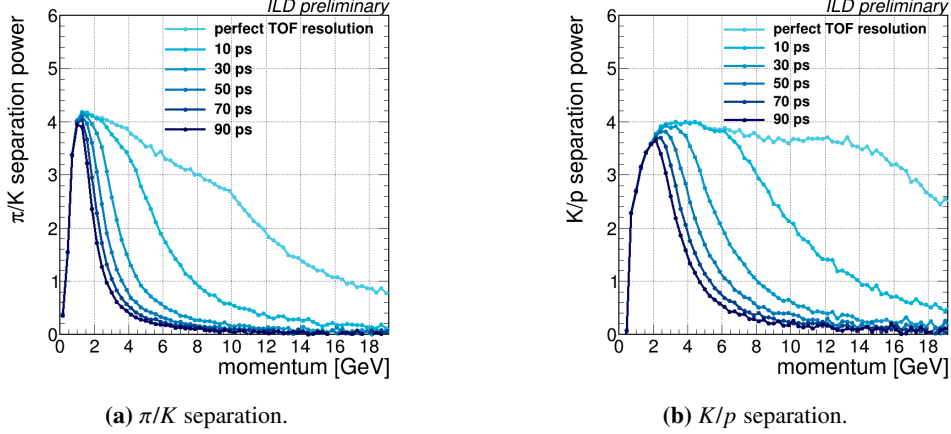 ILD preliminary
π/K separation power
6
5
4
3
2
1
0
perfect TOF resolution
10 ps
30 ps
50 ps
70 ps
90 ps
0 2 4 6 8 10 12 14 16 18
momentum [GeV]
(a) π/K separation.
ILD preliminary
K/p separation power
6
5
4
3
2
1
0
perfect TOF resolution
10 ps
30 ps
50 ps
70 ps
90 ps
0 2 4 6 8 10 12 14 16 18
momentum [GeV]
(b) K/p separation.